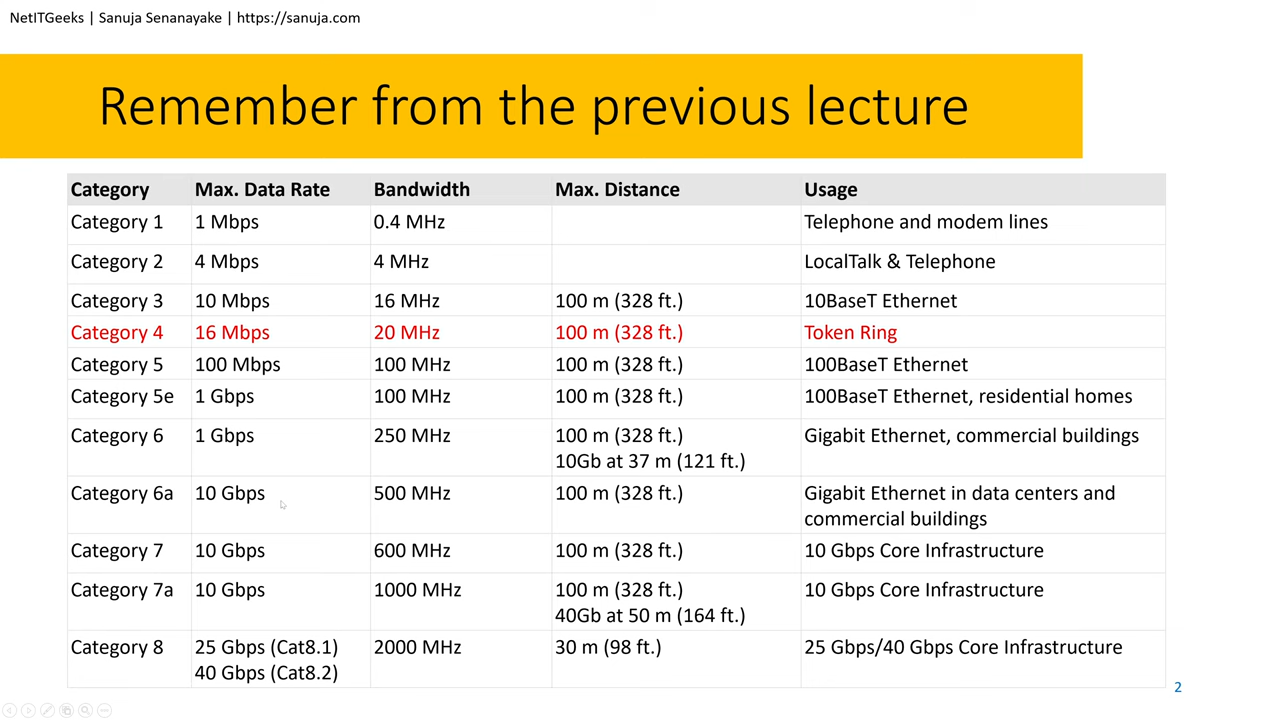 NetITGeeks | Sanuja Senanayake | https://sanuja.com
Remember from the previous lecture
Category Max. Data Rate Bandwidth Max. Distance Usage
Category 1 1 Mbps 0.4 MHz Telephone and modem lines
Category 2 4 Mbps 4 MHz LocalTalk & Telephone
Category 3 10 Mbps 16 MHz 100 m (328 ft.) 10BaseT Ethernet
Category 4 16 Mbps 20 MHz 100 m (328 ft.) Token Ring
Category 5 100 Mbps 100 MHz 100 m (328 ft.) 100BaseT Ethernet
Category 5e 1 Gbps 100 MHz 100 m (328 ft.) 100BaseT Ethernet, residential homes
Category 6 1 Gbps 250 MHz 100 m (328 ft.) Gigabit Ethernet, commercial buildings
10Gb at 37 m (121 ft.)
Category 6a 10 Gbps 500 MHz 100 m (328 ft.) Gigabit Ethernet in data centers and
commercial buildings
Category 7 10 Gbps 600 MHz 100 m (328 ft.) 10 Gbps Core Infrastructure
Category 7a 10 Gbps 1000 MHz 100 m (328 ft.) 10 Gbps Core Infrastructure
40Gb at 50 m (164 ft.)
Category 8 25 Gbps (Cat8.1) 2000 MHz 30 m (98 ft.) 25 Gbps/40 Gbps Core Infrastructure
40 Gbps (Cat8.2)
2